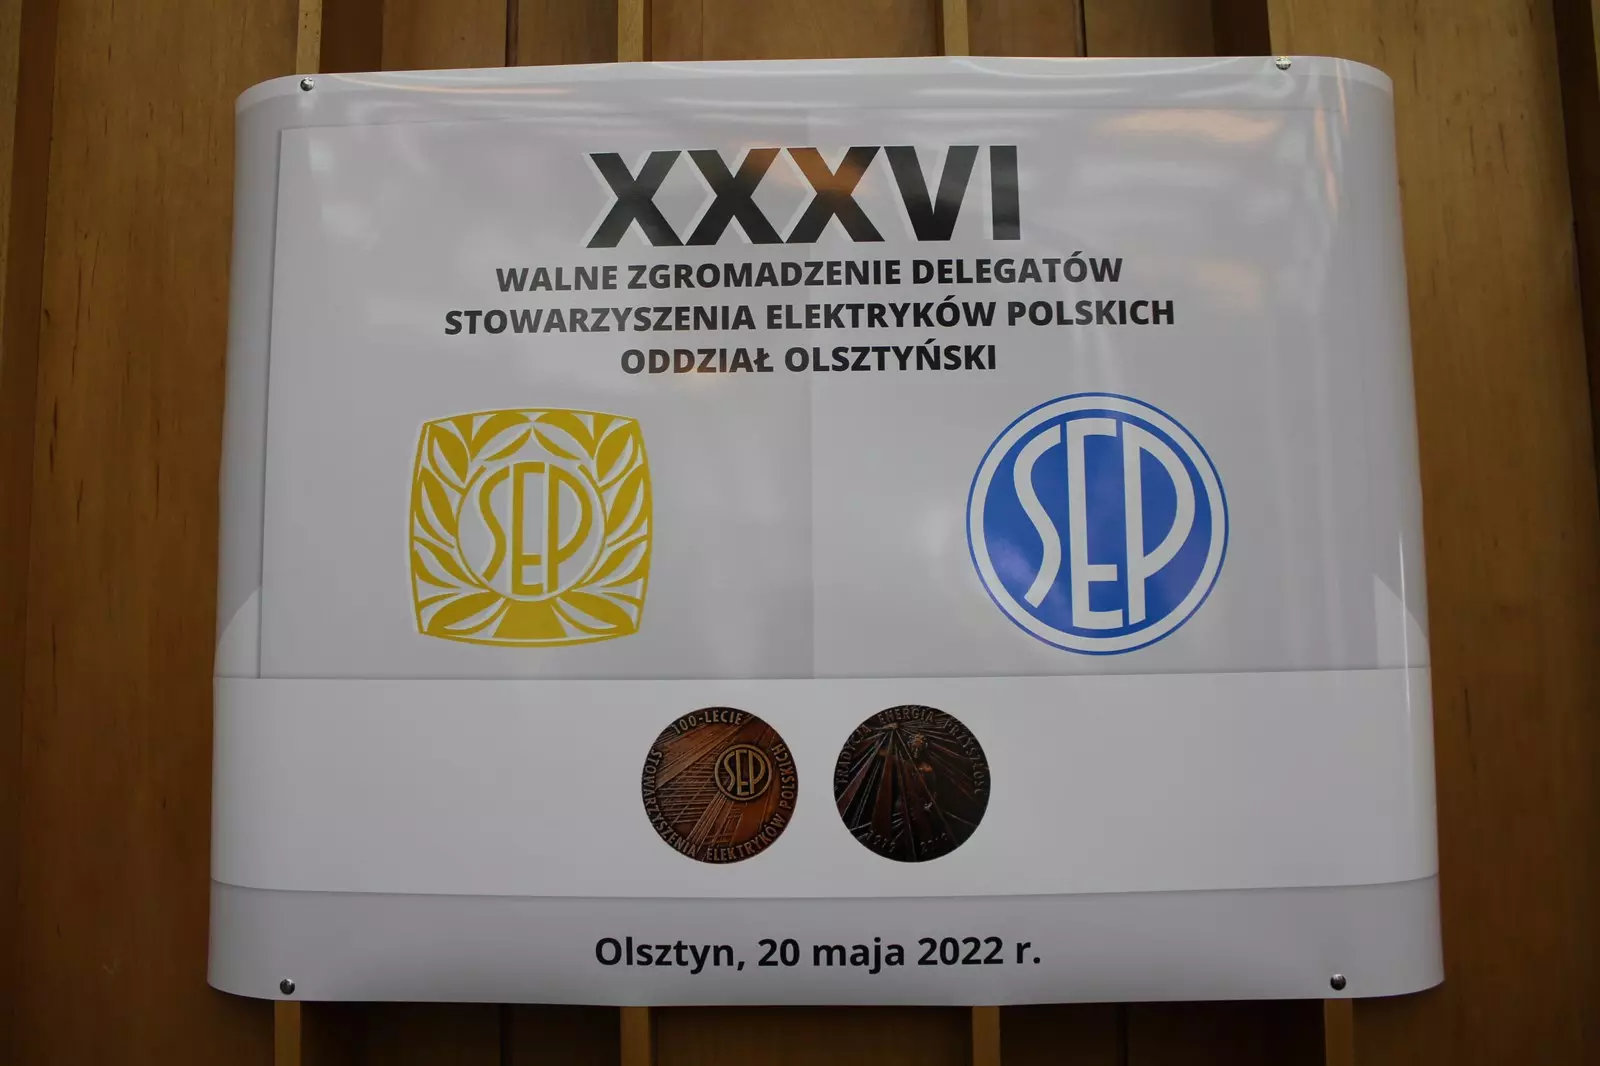 XXXVI
WALNE ZGROMADZENIE DELEGATÓW
STOWARZYSZENIA ELEKTRYKÓW POLSKICH
ODDZIAŁ OLSZTYŃSKI
SEP
SEP
100-LECIE
STOWARZYSZENIA ELEKTRYKÓW POLSKICH
SEP
TRADYCJA ENERGIA PRZYSZŁOŚĆ
1919
Olsztyn, 20 maja 2022 r.